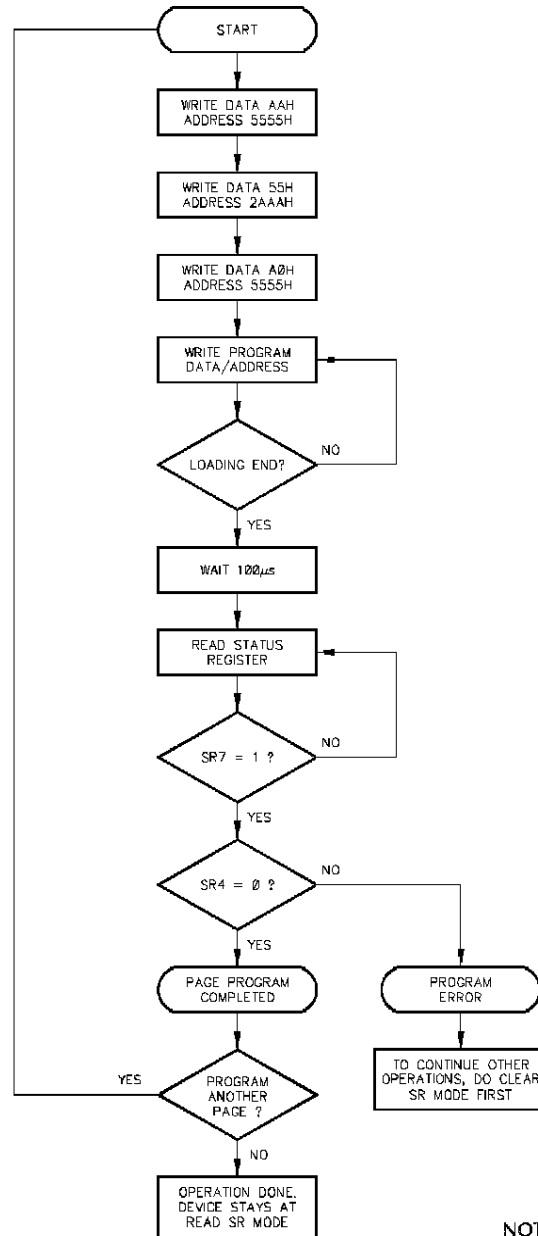 START
WRITE DATA AAH
ADDRESS 5555H
WRITE DATA 55H
ADDRESS 2AAAH
WRITE DATA AØH
ADDRESS 5555H
WRITE PROGRAM
DATA/ADDRESS
LOADING END?
NO
YES
WAIT 100µs
READ STATUS
REGISTER
SR7 = 1 ?
NO
YES
SR4 = Ø ?
NO
YES
PAGE PROGRAM
COMPLETED
PROGRAM
ERROR
YES
PROGRAM
ANOTHER
PAGE ?
TO CONTINUE OTHER
OPERATIONS, DO CLEAR
SR MODE FIRST
NO
OPERATION DONE,
DEVICE STAYS AT
READ SR MODE
NOT